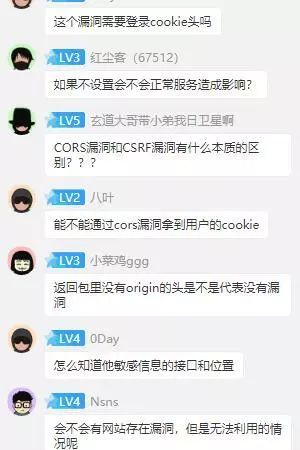 这个漏洞需要登录cookie头吗
LV3 红尘客（67512）
如果不设置会不会正常服务造成影响？
LV5 玄道大哥带小弟我日卫星啊
CORS漏洞和CSRF漏洞有什么本质的区
别？？？
LV2 八叶
能不能通过cors漏洞拿到用户的cookie
LV3 小菜鸡ggg
返回包里没有origin的头是不是代表没有漏
洞
LV4 0Day
怎么知道他敏感信息的接口和位置
LV4 Nsns
会不会有网站存在漏洞，但是无法利用的情
况呢